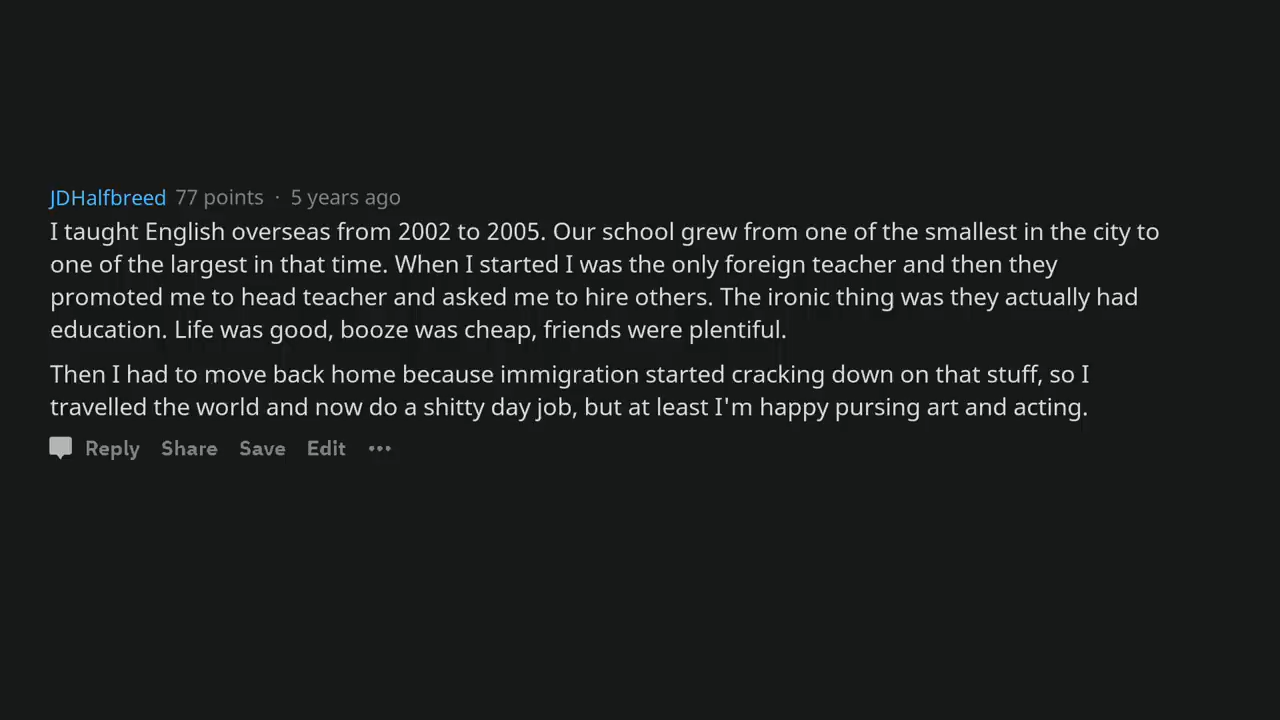 JDHalfbreed 77 points · 5 years ago
I taught English overseas from 2002 to 2005. Our school grew from one of the smallest in the city to
one of the largest in that time. When I started I was the only foreign teacher and then they
promoted me to head teacher and asked me to hire others. The ironic thing was they actually had
education. Life was good, booze was cheap, friends were plentiful.
Then I had to move back home because immigration started cracking down on that stuff, so I
travelled the world and now do a shitty day job, but at least I'm happy pursing art and acting.
Reply Share Save Edit •••